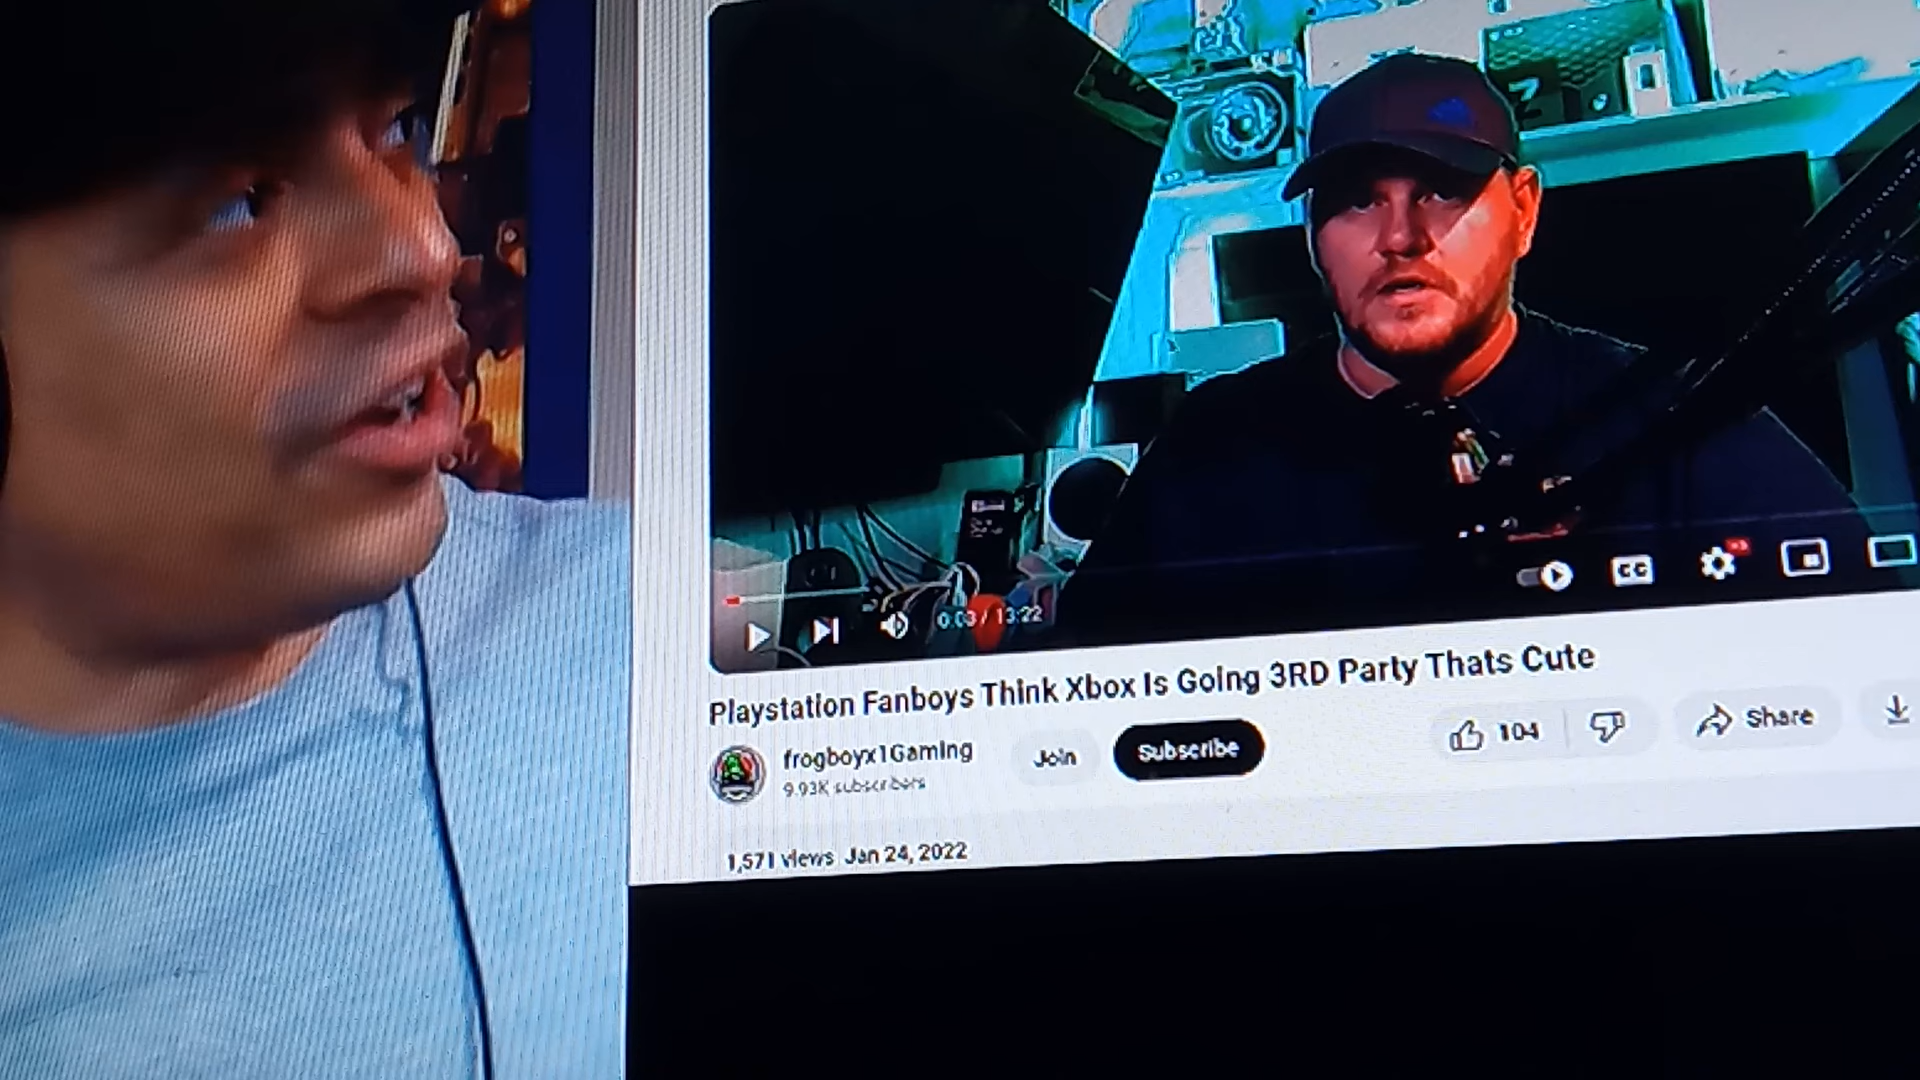 0:03 / 13:22
CC
Playstation Fanboys Think Xbox Is Going 3RD Party Thats Cute
frogboyx1Gaming
9.93K subscribers
Join
Subscribe
104
Share
1,571 views Jan 24, 2022